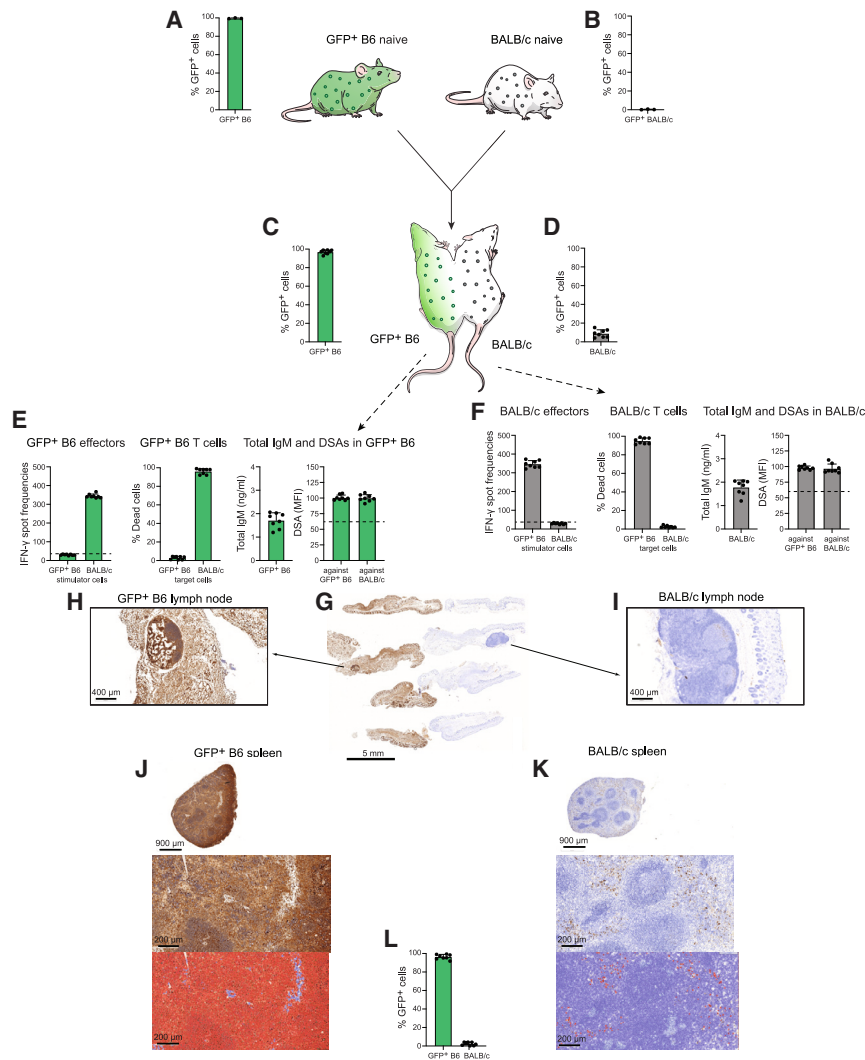 A
% GFP+ cells
100
80
60
40
20
0
GFP+ B6
GFP+ B6 naive
BALB/c naive
B
% GFP+ cells
100
80
60
40
20
0
GFP+ BALB/c
C
% GFP+ cells
100
80
60
40
20
0
GFP+ B6
GFP+ B6
BALB/c
D
% GFP+ cells
100
80
60
40
20
0
BALB/c
E
GFP+ B6 effectors
IFN-γ spot frequencies
500
400
300
200
100
0
GFP+ B6 BALB/c
stimulator cells
GFP+ B6 T cells
% Dead cells
100
80
60
40
20
0
GFP+ B6 BALB/c
target cells
Total IgM and DSAs in GFP+ B6
Total IgM (ng/ml)
4
3
2
1
0
GFP+ B6
DSA (MFI)
150
125
100
75
50
25
0
against GFP+ B6
against BALB/c
F
BALB/c effectors
IFN-γ spot frequencies
500
400
300
200
100
0
GFP+ B6 BALB/c
stimulator cells
BALB/c T cells
% Dead cells
100
80
60
40
20
0
GFP+ B6 BALB/c
target cells
Total IgM and DSAs in BALB/c
Total IgM (ng/ml)
4
3
2
1
0
BALB/c
DSA (MFI)
150
125
100
75
50
25
0
against GFP+ B6
against BALB/c
H
GFP+ B6 lymph node
400 µm
G
5 mm
I
BALB/c lymph node
400 µm
GFP+ B6 spleen
J
900 µm
200 µm
200 µm
BALB/c spleen
K
900 µm
200 µm
200 µm
L
% GFP+ cells
100
80
60
40
20
0
GFP+ B6 BALB/c